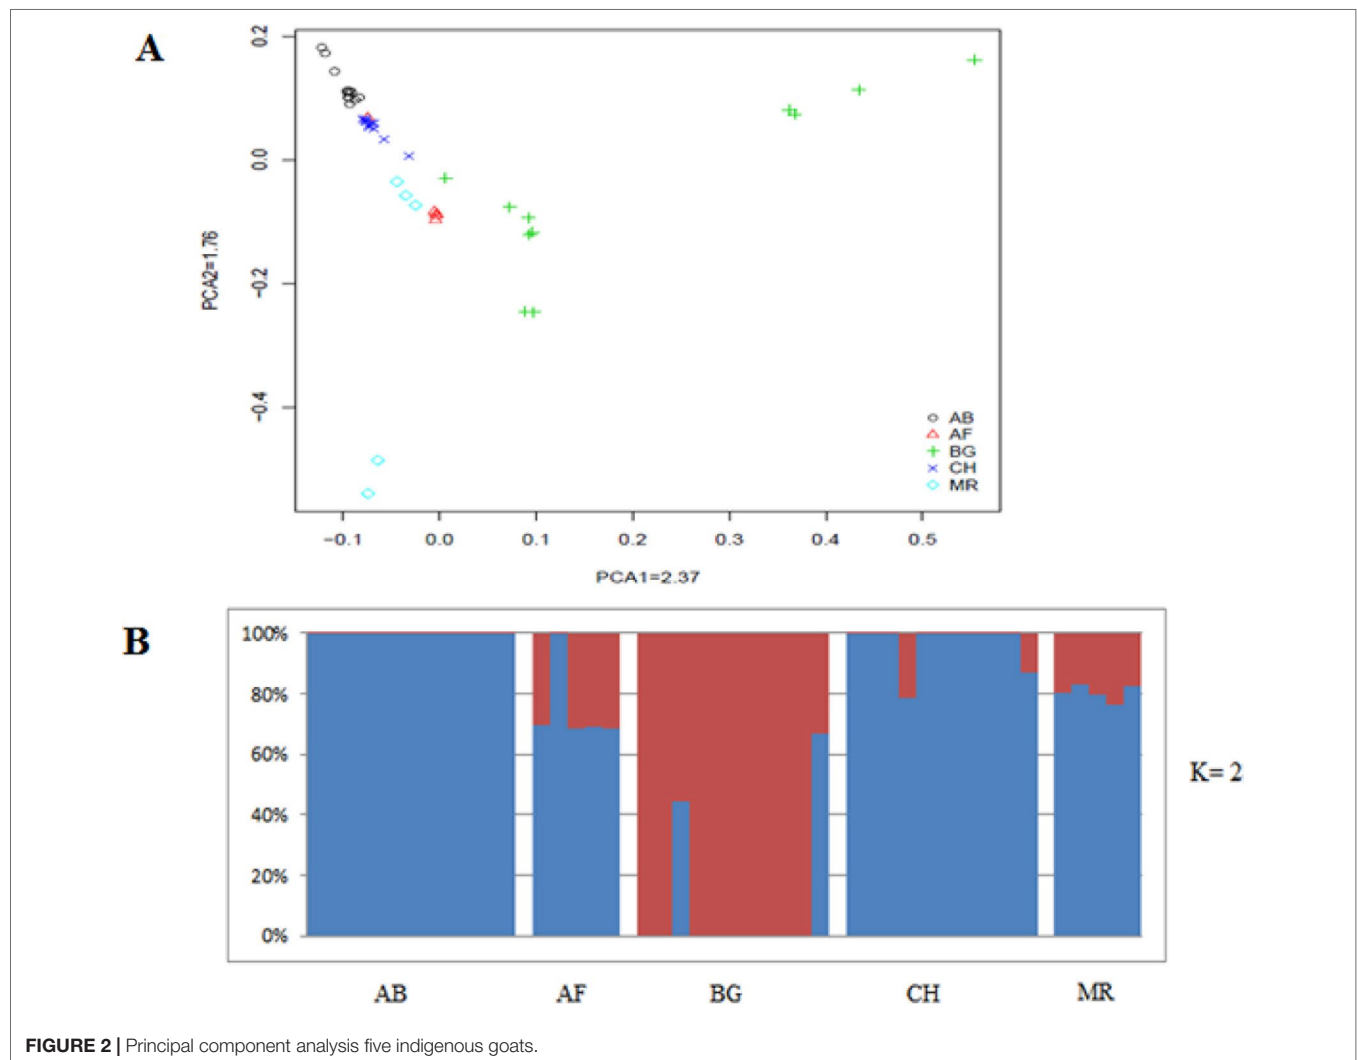 A
0.2
0.0
−0.2
−0.4
PCA2=1.76
AB
AF
BG
CH
MR
−0.1 0.0 0.1 0.2 0.3 0.4 0.5
PCA1=2.37
B
100%
80%
60%
40%
20%
0%
K= 2
AB AF BG CH MR
FIGURE 2 | Principal component analysis five indigenous goats.